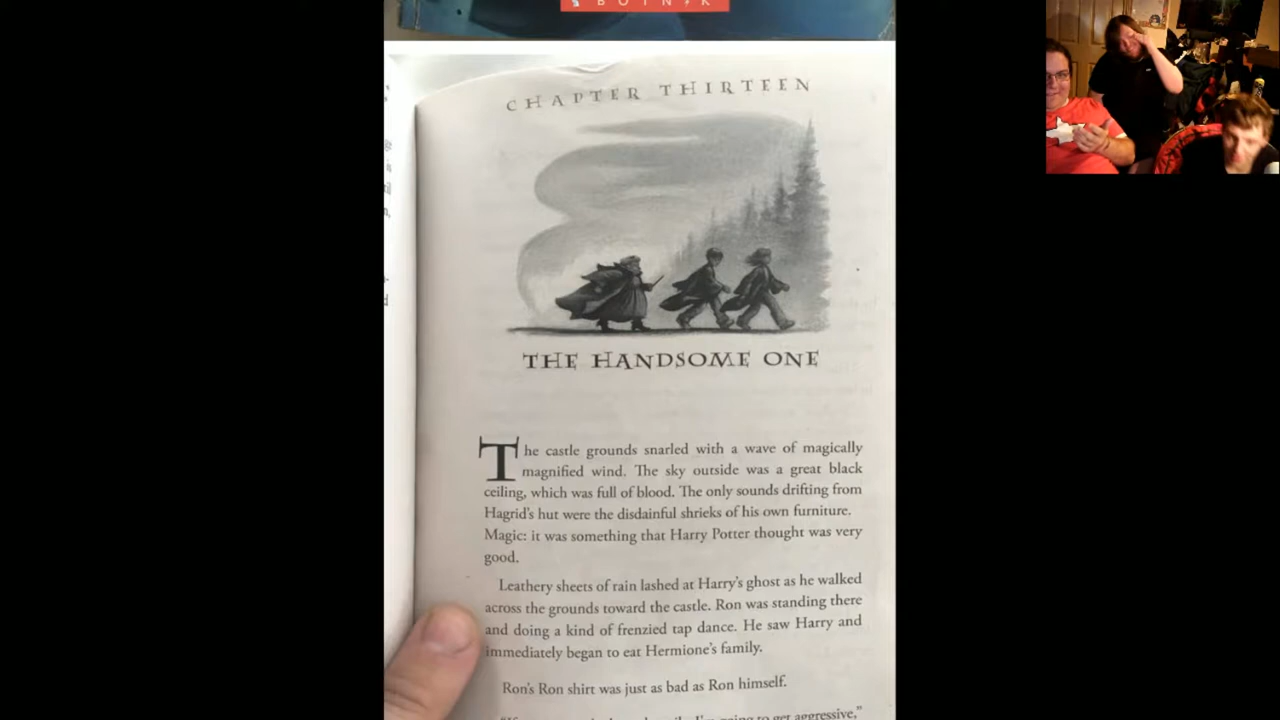 BOTNIK
CHAPTER THIRTEEN
THE HANDSOME ONE
The castle grounds snarled with a wave of magically
magnified wind. The sky outside was a great black
ceiling, which was full of blood. The only sounds drifting from
Hagrid's hut were the disdainful shrieks of his own furniture.
Magic: it was something that Harry Potter thought was very
good.
Leathery sheets of rain lashed at Harry's ghost as he walked
across the grounds toward the castle. Ron was standing there
and doing a kind of frenzied tap dance. He saw Harry and
immediately began to eat Hermione's family.
Ron's Ron shirt was just as bad as Ron himself.
I'm going to get aggressive,"